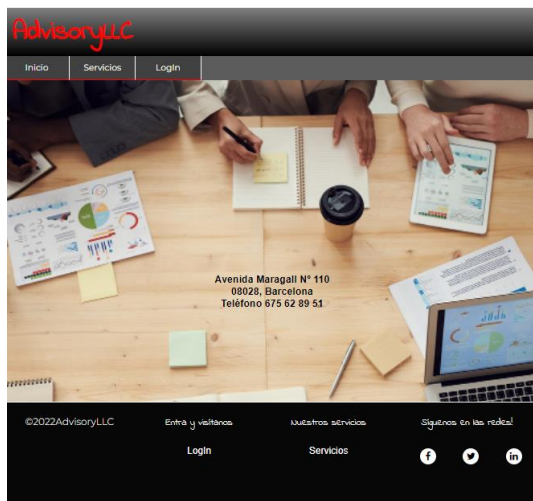 AdvisoryLLC
Inicio Servicios LogIn
Avenida Maragall Nº 110
08028, Barcelona
Teléfono 675 62 89 51
©2022AdvisoryLLC Entra y visítanos Nuestros servicios Síguenos en las redes!
LogIn Servicios